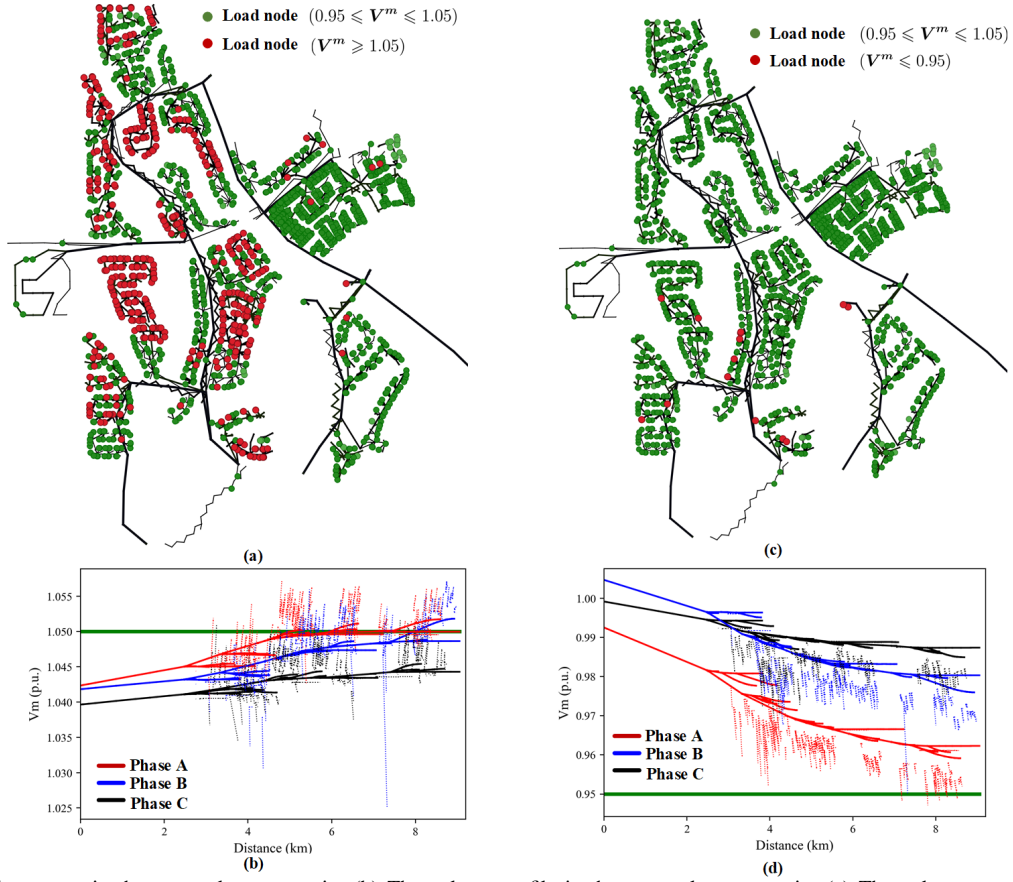 Load node (0.95 ⩽ V^m ⩽ 1.05)
Load node (V^m ⩾ 1.05)
(a)
Load node (0.95 ⩽ V^m ⩽ 1.05)
Load node (V^m ⩽ 0.95)
(c)
1.055
1.050
1.045
1.040
1.035
1.030
1.025
Vm (p.u.)
Phase A
Phase B
Phase C
0 2 4 6 8
Distance (km)
(b)
1.00
0.99
0.98
0.97
0.96
0.95
Vm (p.u.)
Phase A
Phase B
Phase C
0 2 4 6 8
Distance (km)
(d)